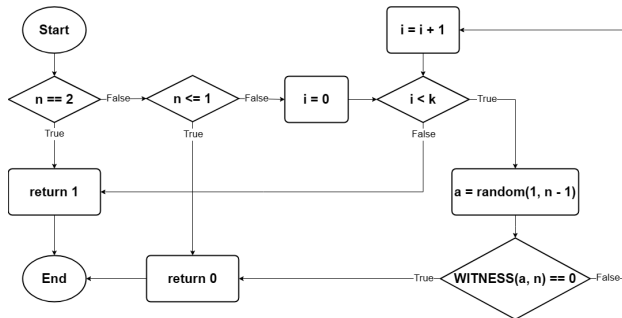 Start
i = i + 1
n == 2
False
n <= 1
False
i = 0
i < k
True
True
True
False
return 1
a = random(1, n - 1)
End
return 0
True
WITNESS(a, n) == 0
False